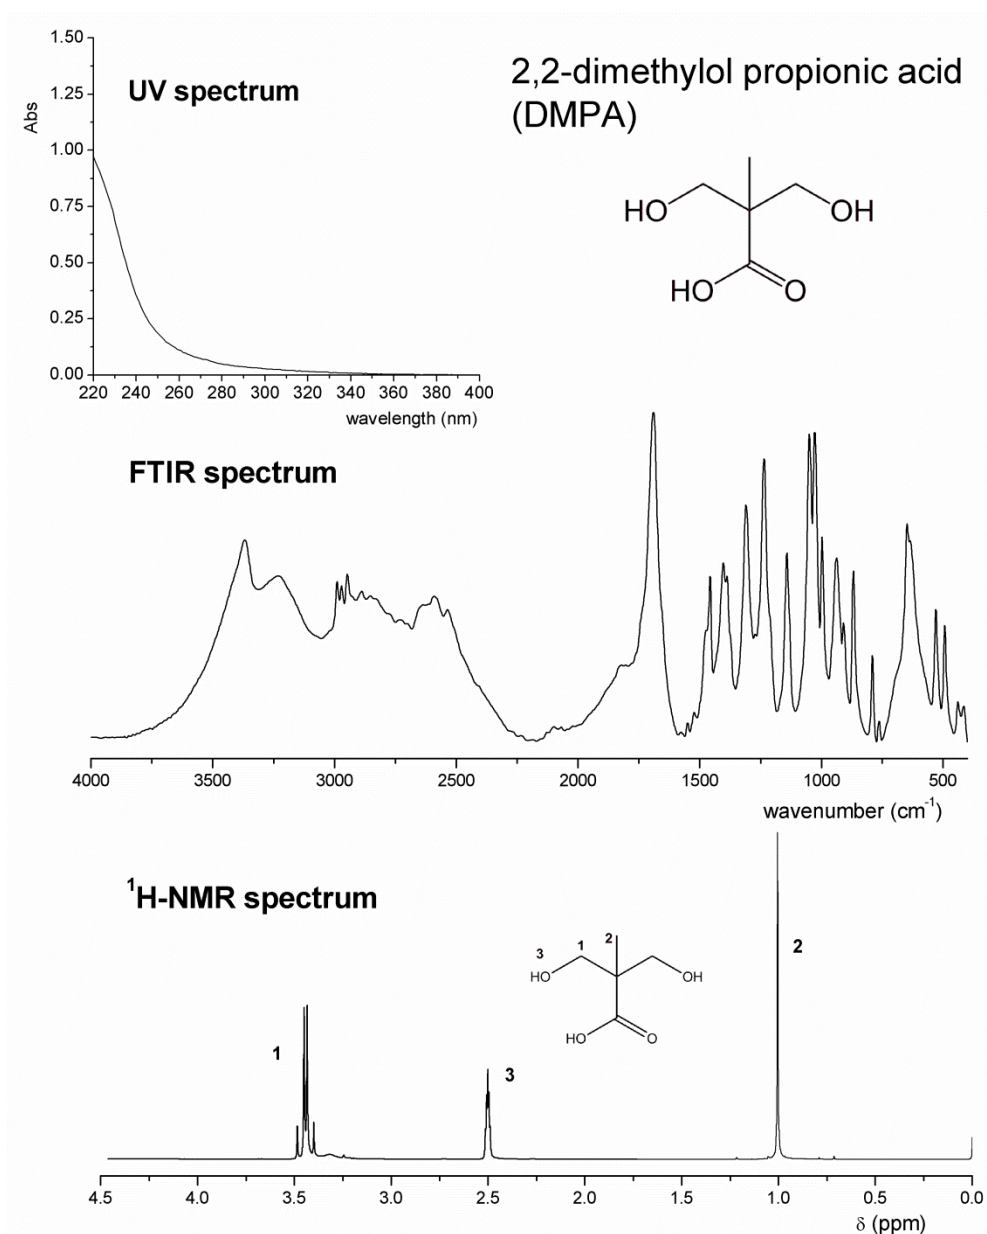 1.50
UV spectrum
2,2-dimethylol propionic acid
(DMPA)
1.25
Abs
1.00
0.75
HO
OH
0.50
HO
O
0.25
0.00
220 240 260 280 300 320 340 360 380 400
wavelength (nm)
FTIR spectrum
4000 3500 3000 2500 2000 1500 1000 500
wavenumber (cm⁻¹)
¹H-NMR spectrum
2
3 1 2
HO OH
1
HO O
3
4.5 4.0 3.5 3.0 2.5 2.0 1.5 1.0 0.5 0.0
δ (ppm)